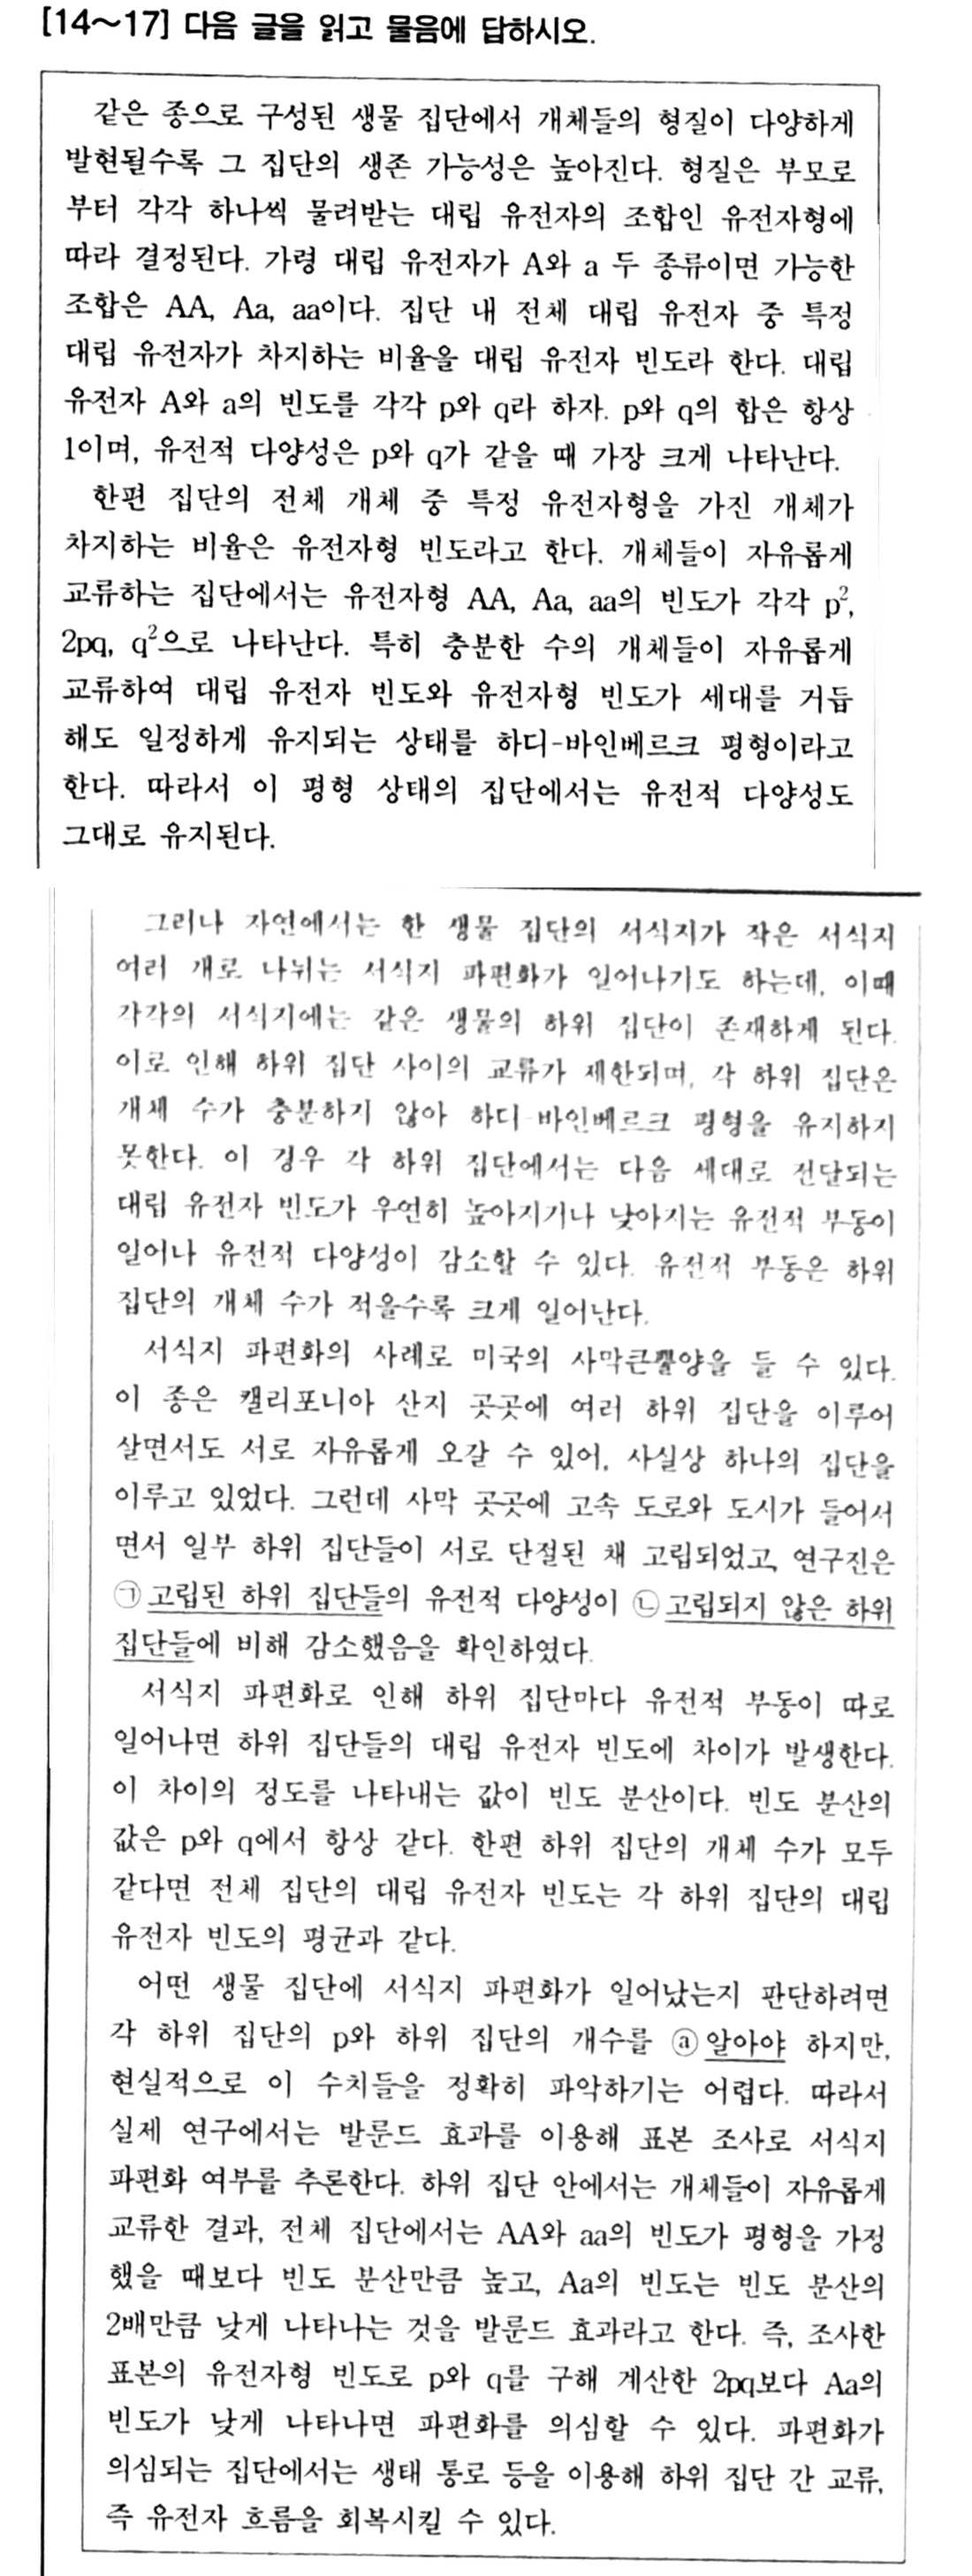 [14～17] 다음 글을 읽고 물음에 답하시오.
같은 종으로 구성된 생물 집단에서 개체들의 형질이 다양하게
발현될수록 그 집단의 생존 가능성은 높아진다. 형질은 부모로
부터 각각 하나씩 물려받는 대립 유전자의 조합인 유전자형에
따라 결정된다. 가령 대립 유전자가 A와 a 두 종류이면 가능한
조합은 AA, Aa, aa이다. 집단 내 전체 대립 유전자 중 특정
대립 유전자가 차지하는 비율을 대립 유전자 빈도라 한다. 대립
유전자 A와 a의 빈도를 각각 p와 q라 하자. p와 q의 합은 항상
1이며, 유전적 다양성은 p와 q가 같을 때 가장 크게 나타난다.
한편 집단의 전체 개체 중 특정 유전자형을 가진 개체가
차지하는 비율은 유전자형 빈도라고 한다. 개체들이 자유롭게
교류하는 집단에서는 유전자형 AA, Aa, aa의 빈도가 각각 p²,
2pq, q²으로 나타난다. 특히 충분한 수의 개체들이 자유롭게
교류하여 대립 유전자 빈도와 유전자형 빈도가 세대를 거듭
해도 일정하게 유지되는 상태를 하디-바인베르크 평형이라고
한다. 따라서 이 평형 상태의 집단에서는 유전적 다양성도
그대로 유지된다.
그러나 자연에서는 한 생물 집단의 서식지가 작은 서식지
여러 개로 나뉘는 서식지 파편화가 일어나기도 하는데, 이때
각각의 서식지에는 같은 생물의 하위 집단이 존재하게 된다.
이로 인해 하위 집단 사이의 교류가 제한되며, 각 하위 집단은
개체 수가 충분하지 않아 하디-바인베르크 평형을 유지하지
못한다. 이 경우 각 하위 집단에서는 다음 세대로 전달되는
대립 유전자 빈도가 우연히 높아지거나 낮아지는 유전적 부동이
일어나 유전적 다양성이 감소할 수 있다. 유전적 부동은 하위
집단의 개체 수가 적을수록 크게 일어난다.
서식지 파편화의 사례로 미국의 사막큰뿔양을 들 수 있다.
이 종은 캘리포니아 산지 곳곳에 여러 하위 집단을 이루어
살면서도 서로 자유롭게 오갈 수 있어, 사실상 하나의 집단을
이루고 있었다. 그런데 사막 곳곳에 고속 도로와 도시가 들어서
면서 일부 하위 집단들이 서로 단절된 채 고립되었고, 연구진은
㉠ 고립된 하위 집단들의 유전적 다양성이 ㉡ 고립되지 않은 하위
집단들에 비해 감소했음을 확인하였다.
서식지 파편화로 인해 하위 집단마다 유전적 부동이 따로
일어나면 하위 집단들의 대립 유전자 빈도에 차이가 발생한다.
이 차이의 정도를 나타내는 값이 빈도 분산이다. 빈도 분산의
값은 p와 q에서 항상 같다. 한편 하위 집단의 개체 수가 모두
같다면 전체 집단의 대립 유전자 빈도는 각 하위 집단의 대립
유전자 빈도의 평균과 같다.
어떤 생물 집단에 서식지 파편화가 일어났는지 판단하려면
각 하위 집단의 p와 하위 집단의 개수를 ⓐ 알아야 하지만,
현실적으로 이 수치들을 정확히 파악하기는 어렵다. 따라서
실제 연구에서는 발룬드 효과를 이용해 표본 조사로 서식지
파편화 여부를 추론한다. 하위 집단 안에서는 개체들이 자유롭게
교류한 결과, 전체 집단에서는 AA와 aa의 빈도가 평형을 가정
했을 때보다 빈도 분산만큼 높고, Aa의 빈도는 빈도 분산의
2배만큼 낮게 나타나는 것을 발룬드 효과라고 한다. 즉, 조사한
표본의 유전자형 빈도로 p와 q를 구해 계산한 2pq보다 Aa의
빈도가 낮게 나타나면 파편화를 의심할 수 있다. 파편화가
의심되는 집단에서는 생태 통로 등을 이용해 하위 집단 간 교류,
즉 유전자 흐름을 회복시킬 수 있다.